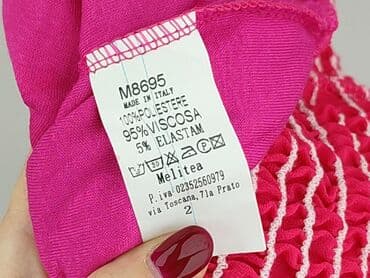 M8695
MADE IN ITALY
100%POLIESTERE
95%VISCOSA
5% ELASTAM
Melitea
P.iva 02352560979
via Toscana,71a Prato
2